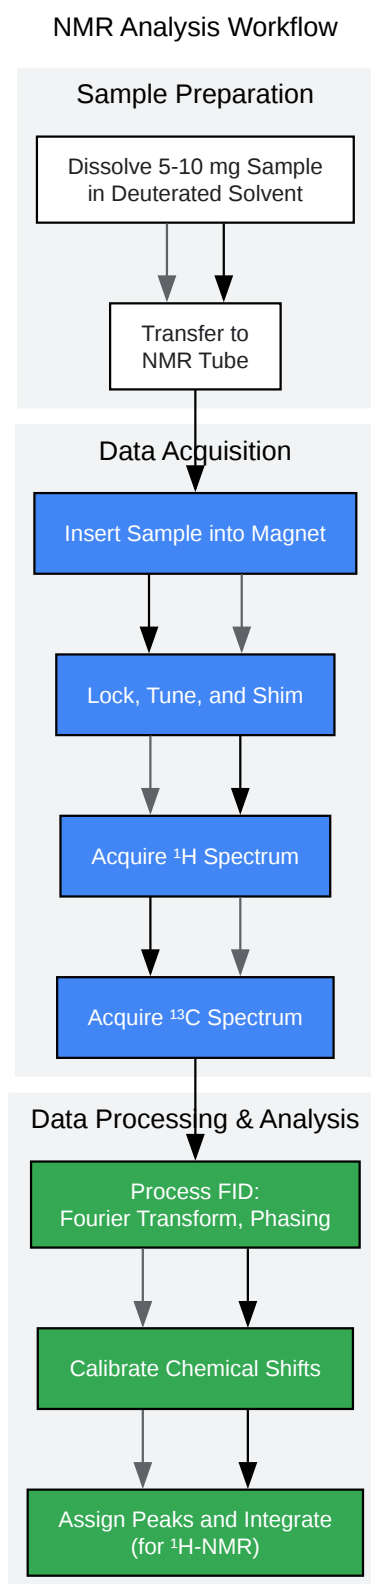 NMR Analysis Workflow
Sample Preparation
Dissolve 5-10 mg Sample
in Deuterated Solvent
Transfer to
NMR Tube
Data Acquisition
Insert Sample into Magnet
Lock, Tune, and Shim
Acquire ¹H Spectrum
Acquire ¹³C Spectrum
Data Processing & Analysis
Process FID:
Fourier Transform, Phasing
Calibrate Chemical Shifts
Assign Peaks and Integrate
(for ¹H-NMR)